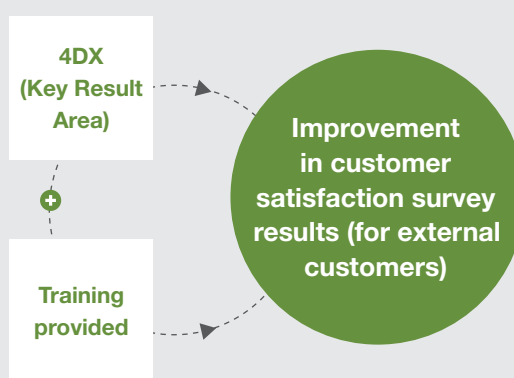 4DX
(Key Result
Area)
Improvement
in customer
satisfaction survey
results (for external
customers)
Training
provided